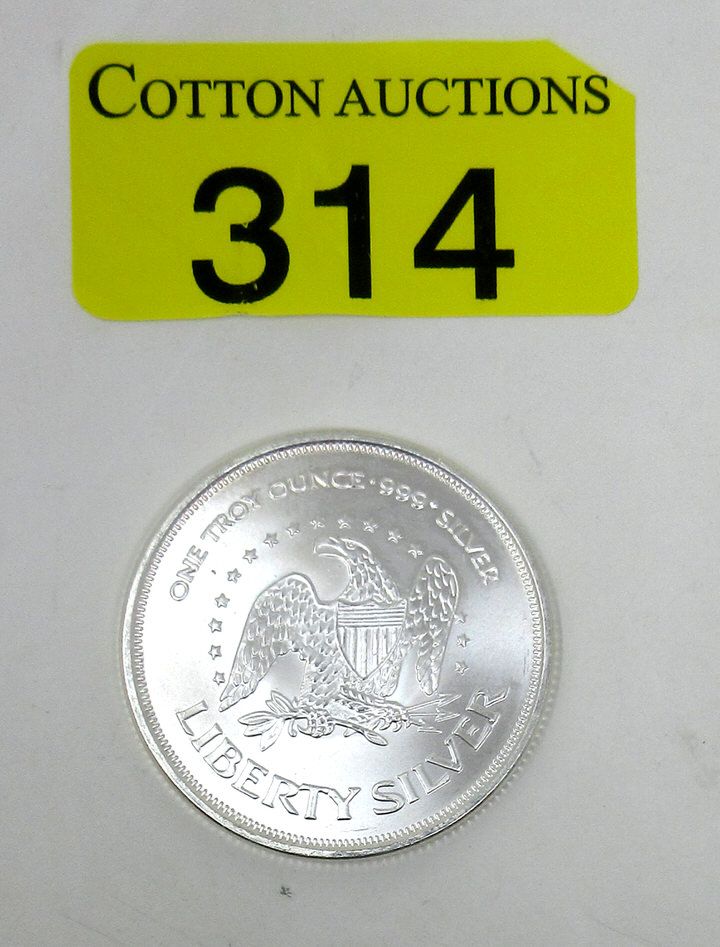 COTTON AUCTIONS
314
ONE TROY OUNCE · 999 · SILVER
LIBERTY SILVER